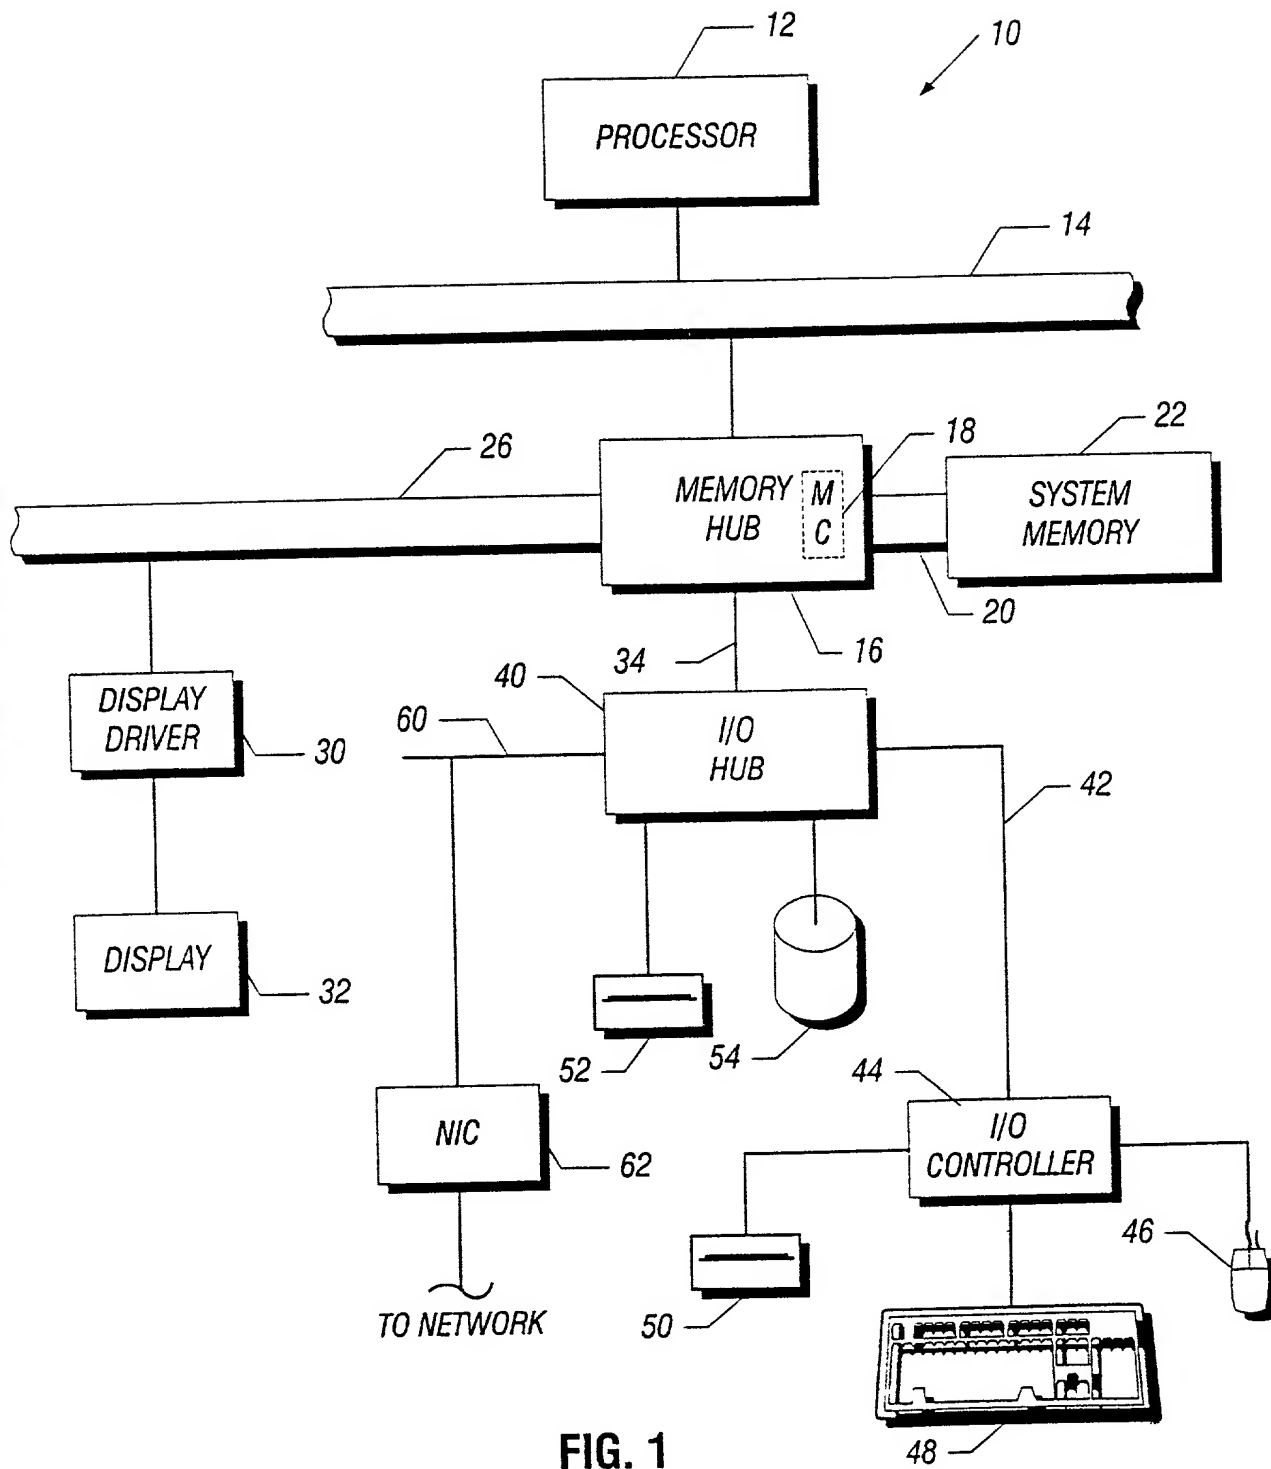 12
10
PROCESSOR
14
26
18
22
MEMORY
HUB
M
C
SYSTEM
MEMORY
20
16
34
40
60
I/O
HUB
DISPLAY
DRIVER
30
42
DISPLAY
32
52
54
44
NIC
62
I/O
CONTROLLER
46
TO NETWORK
50
48
FIG. 1